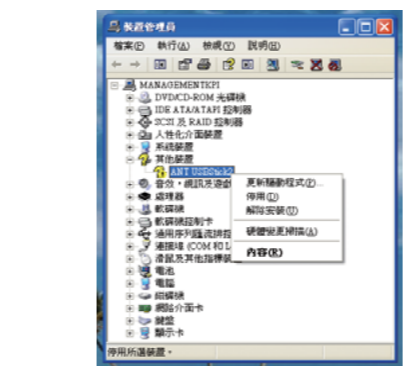 裝置管理員
檔案(F) 執行(A) 檢視(V) 說明(H)
MANAGEMENTKPI
DVD/CD-ROM 光碟機
IDE ATA/ATAPI 控制器
SCSI 及 RAID 控制器
人性化介面裝置
系統裝置
其他裝置
ANT USBStick2
音效，視訊及遊戲
處理器
軟碟機
軟碟機控制卡
通用序列匯流排控
連接埠 (COM 和 L
滑鼠及其他指標裝
電池
電腦
磁碟機
網路介面卡
鍵盤
顯示卡
更新驅動程式(P)...
停用(D)
解除安裝(U)
硬體變更掃描(A)
內容(R)
停用所選裝置。